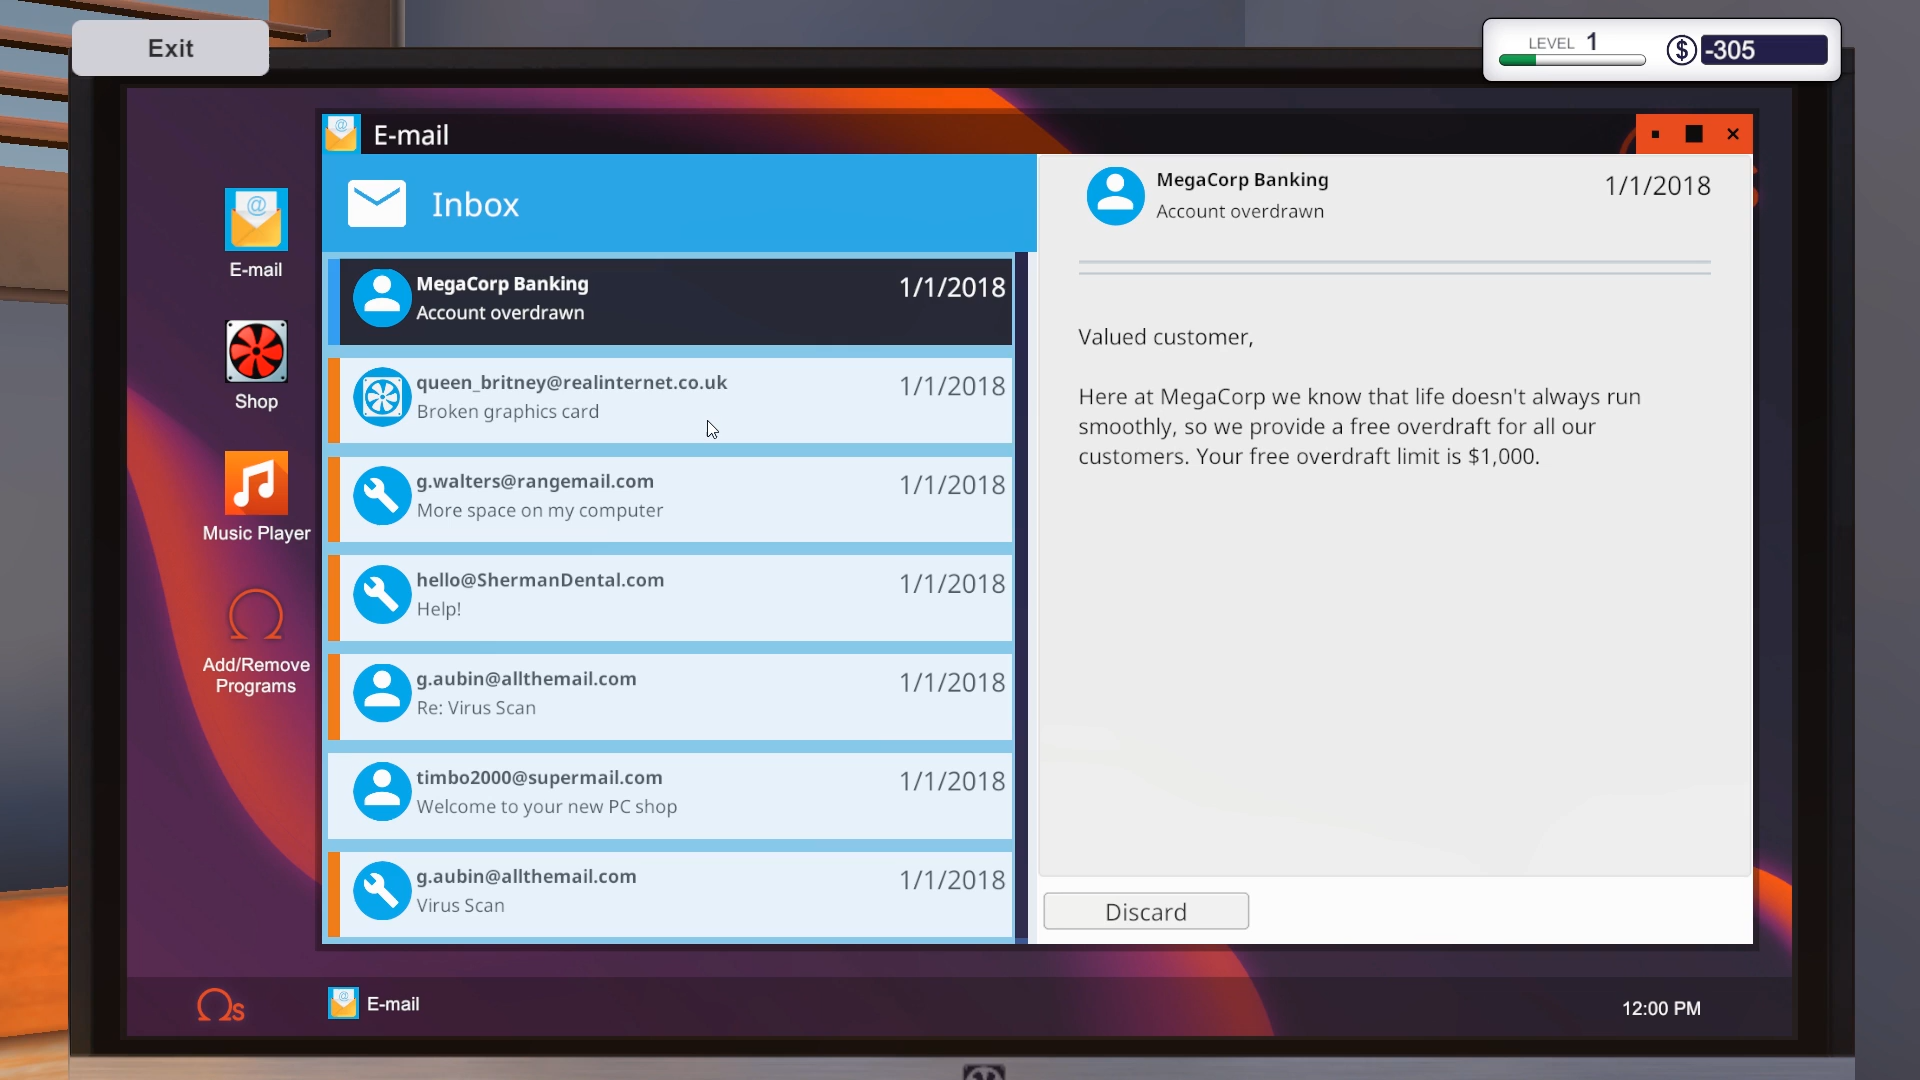 Exit
LEVEL 1
$ -305
E-mail
E-mail
Shop
Music Player
Add/Remove
Programs
Inbox
MegaCorp Banking
1/1/2018
Account overdrawn
queen_britney@realinternet.co.uk
1/1/2018
Broken graphics card
g.walters@rangemail.com
1/1/2018
More space on my computer
hello@ShermanDental.com
1/1/2018
Help!
g.aubin@allthemail.com
1/1/2018
Re: Virus Scan
timbo2000@supermail.com
1/1/2018
Welcome to your new PC shop
g.aubin@allthemail.com
1/1/2018
Virus Scan
MegaCorp Banking
1/1/2018
Account overdrawn
Valued customer,
Here at MegaCorp we know that life doesn't always run
smoothly, so we provide a free overdraft for all our
customers. Your free overdraft limit is $1,000.
Discard
Ωs
E-mail
12:00 PM